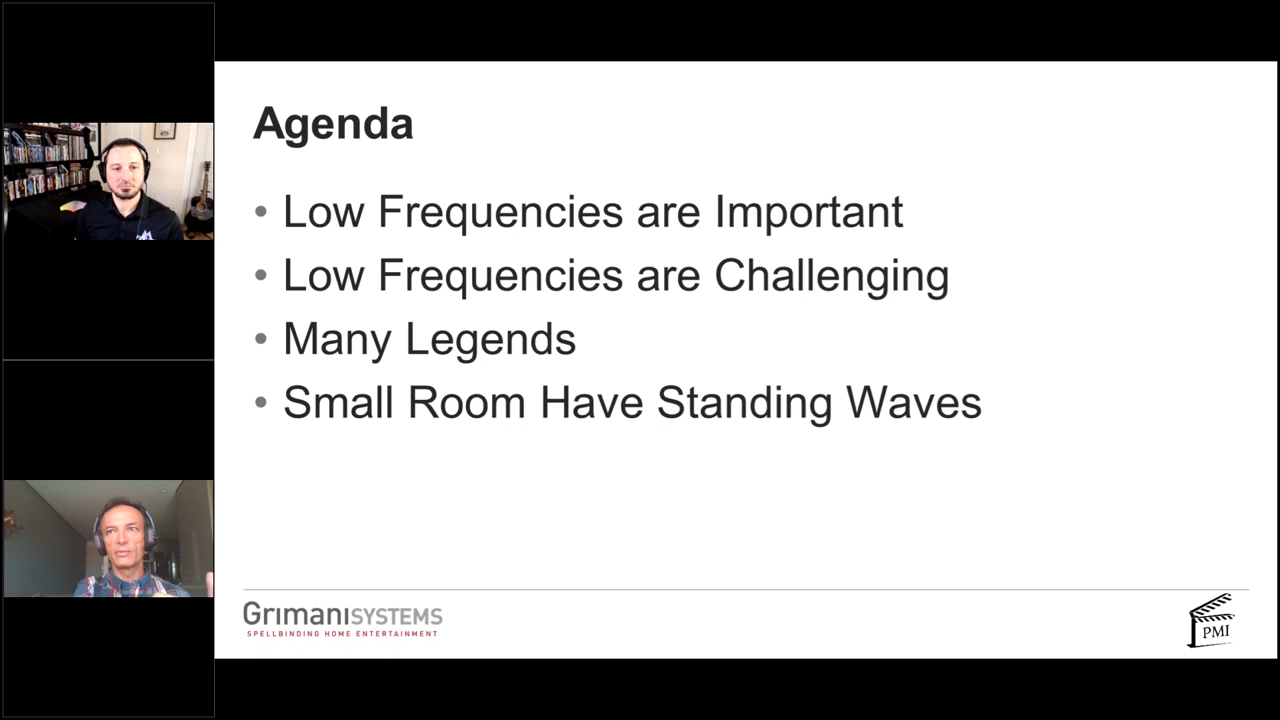 Agenda
• Low Frequencies are Important
• Low Frequencies are Challenging
• Many Legends
• Small Room Have Standing Waves
GrimaniSYSTEMS
SPELLBINDING HOME ENTERTAINMENT
PMI